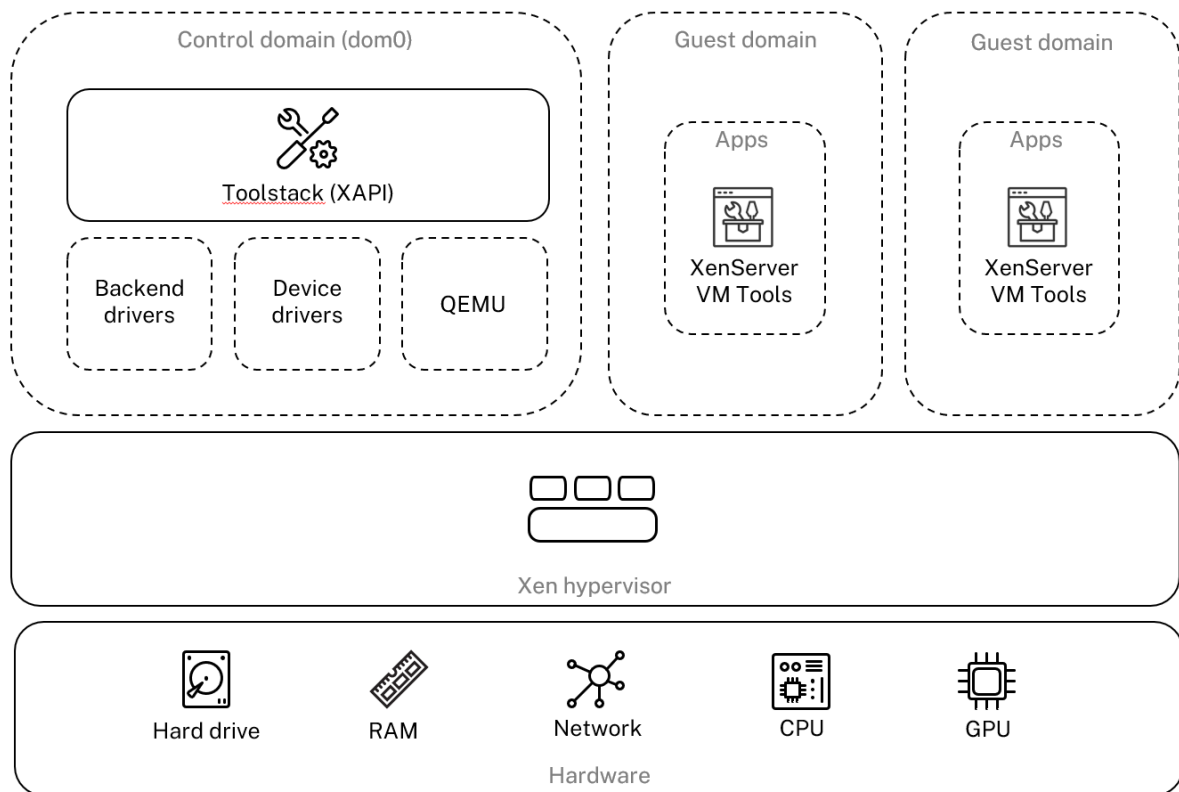 Control domain (dom0)
Guest domain
Guest domain
Toolstack (XAPI)
Apps
Apps
Backend
drivers
Device
drivers
QEMU
XenServer
VM Tools
XenServer
VM Tools
Xen hypervisor
Hard drive
RAM
Network
CPU
GPU
Hardware